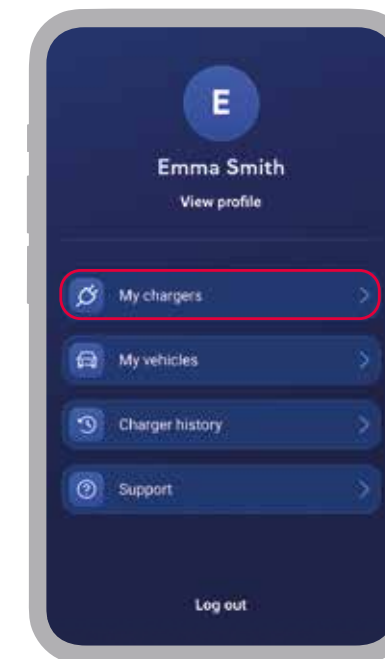 E
Emma Smith
View profile
My chargers
My vehicles
Charger history
Support
Log out